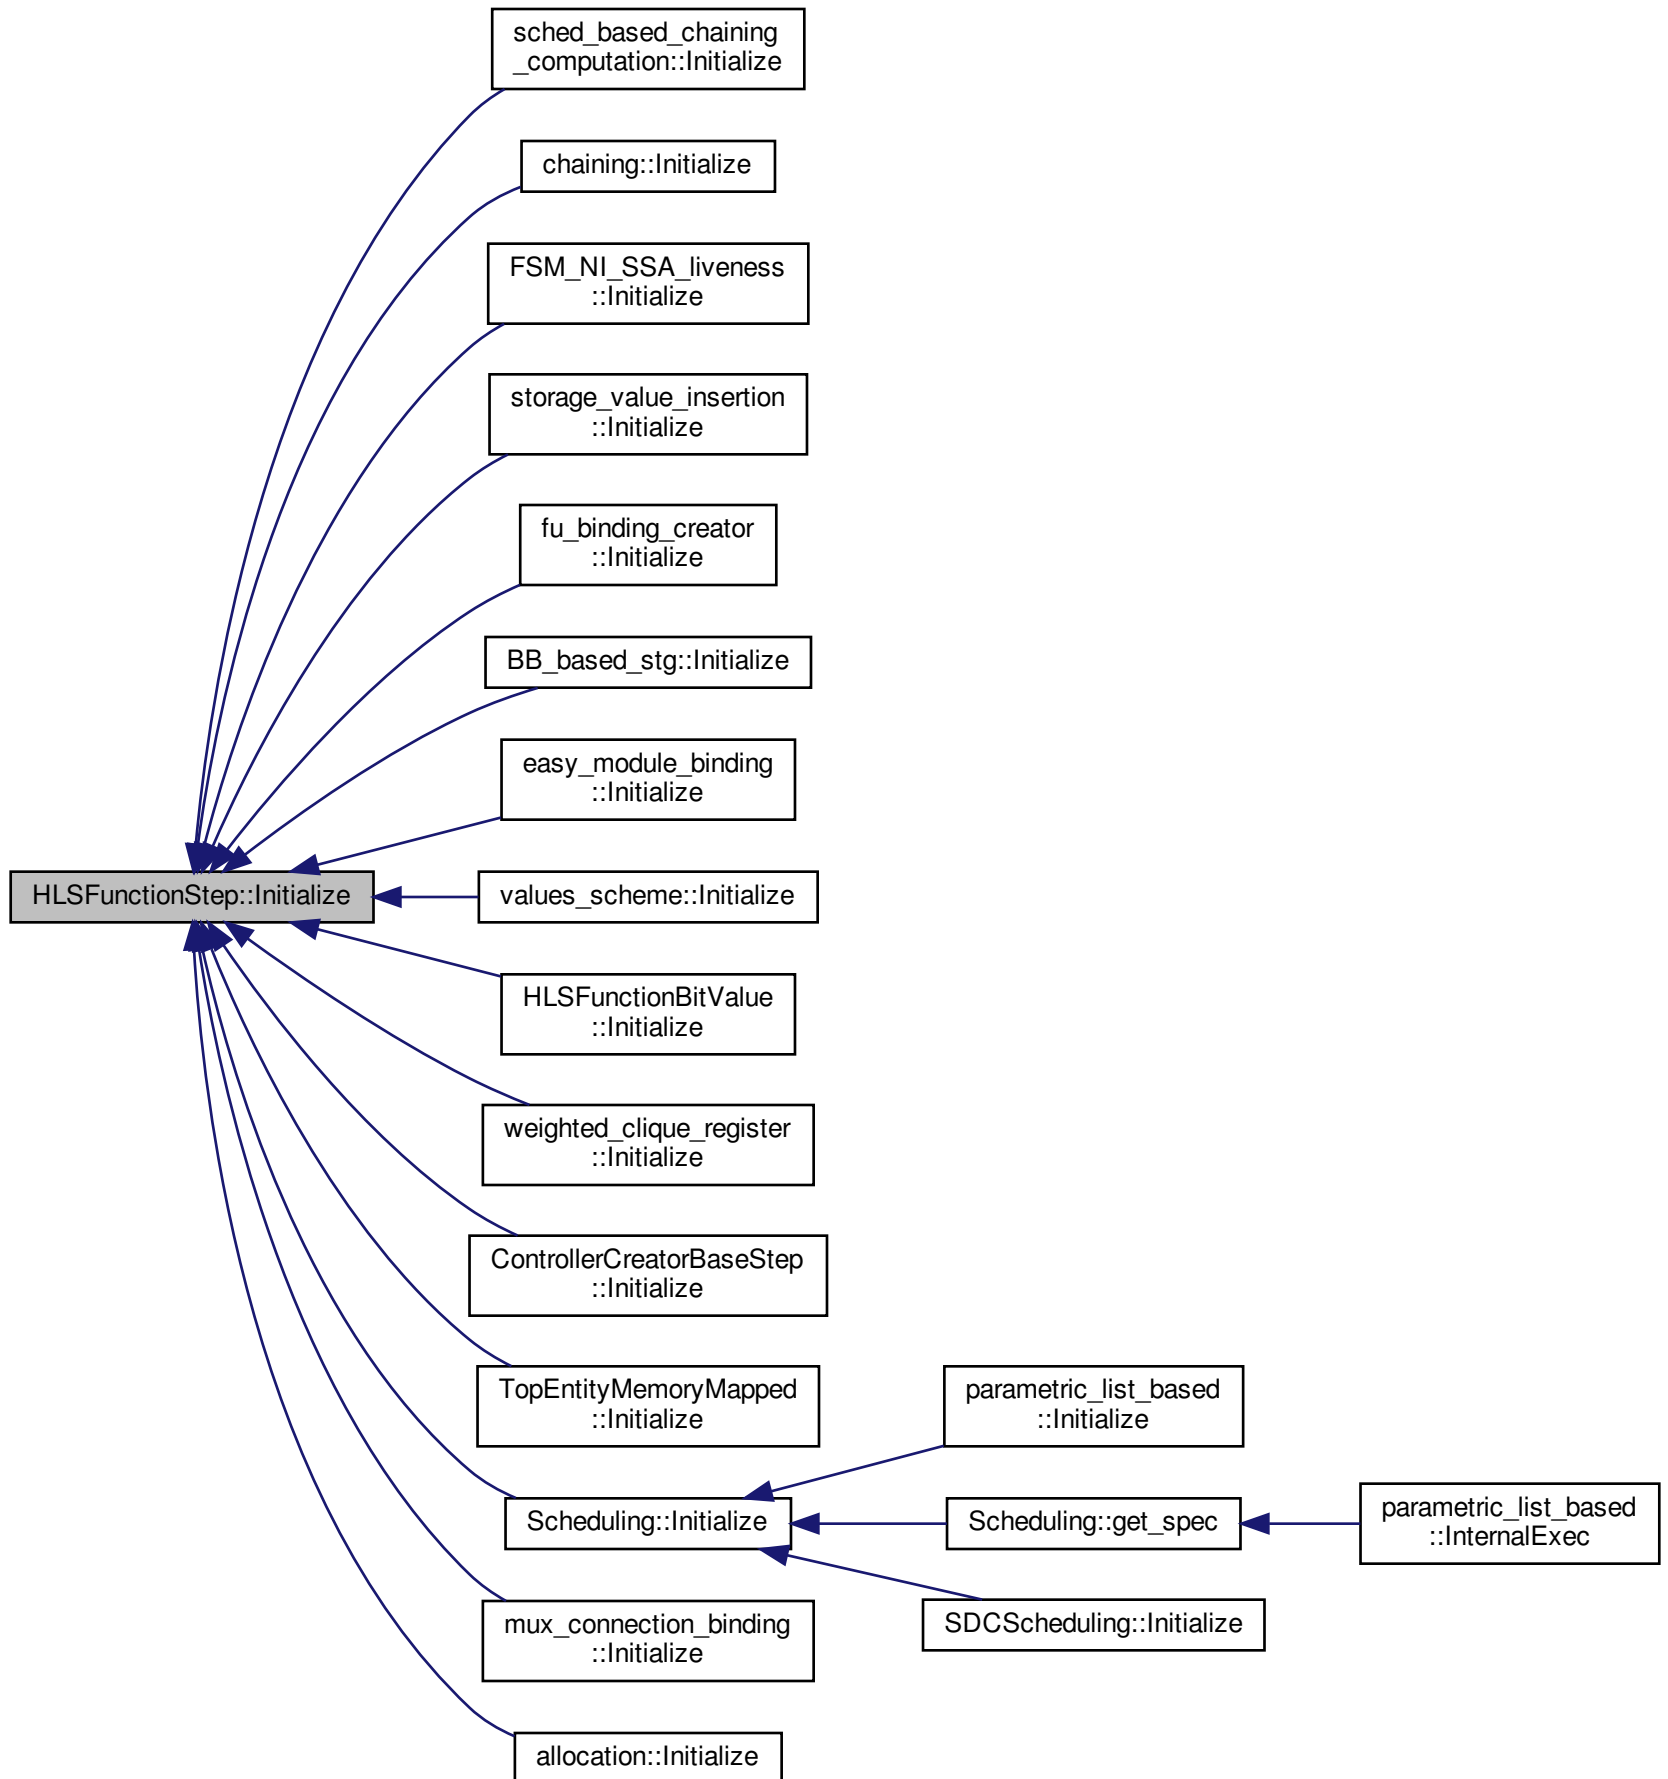 sched_based_chaining
_computation::Initialize
chaining::Initialize
FSM_NI_SSA_liveness
::Initialize
storage_value_insertion
::Initialize
fu_binding_creator
::Initialize
BB_based_stg::Initialize
easy_module_binding
::Initialize
HLSFunctionStep::Initialize
values_scheme::Initialize
HLSFunctionBitValue
::Initialize
weighted_clique_register
::Initialize
ControllerCreatorBaseStep
::Initialize
TopEntityMemoryMapped
::Initialize
parametric_list_based
::Initialize
Scheduling::Initialize
Scheduling::get_spec
parametric_list_based
::InternalExec
SDCScheduling::Initialize
mux_connection_binding
::Initialize
allocation::Initialize